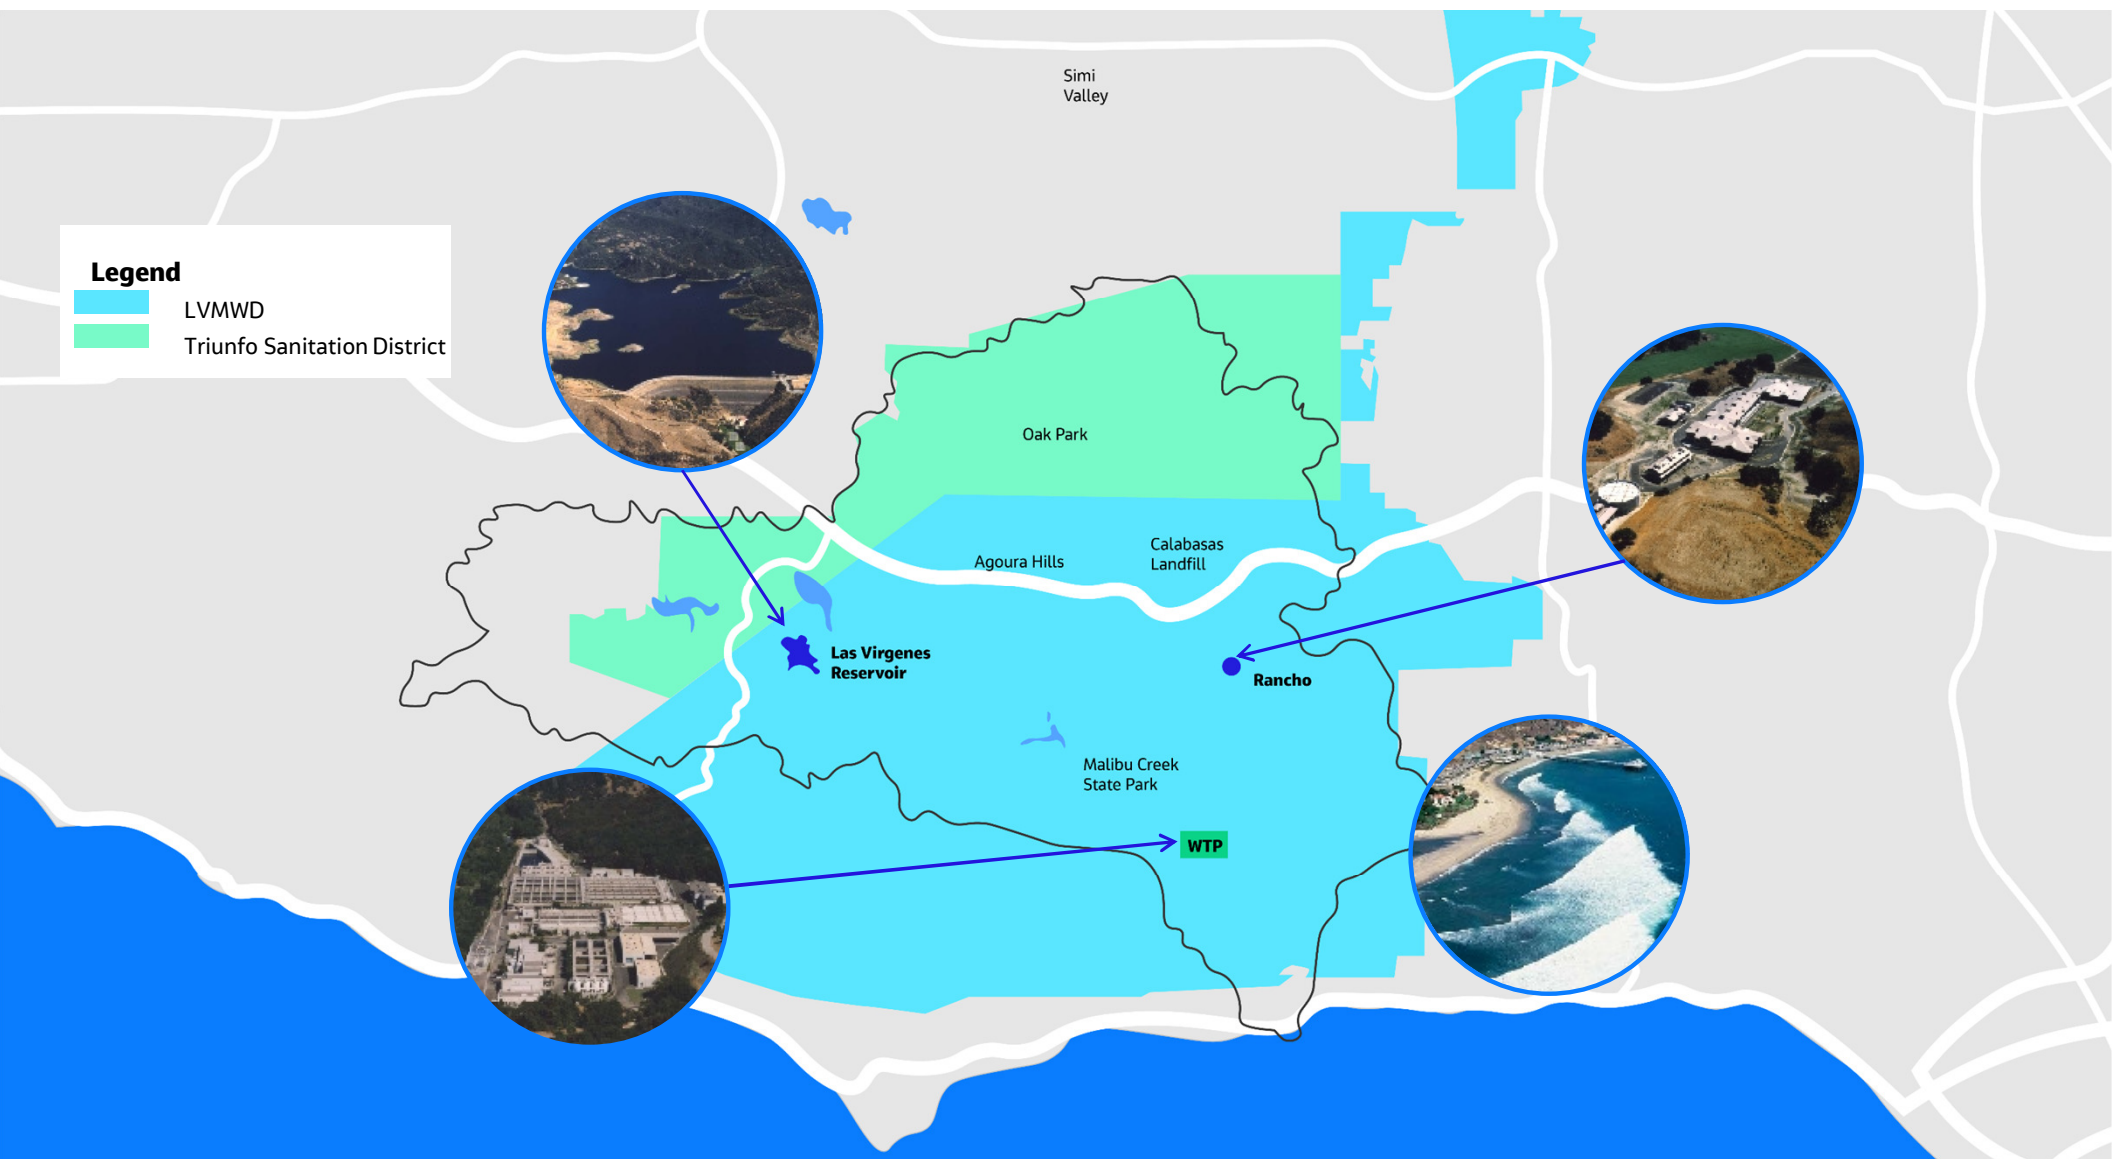 Simi
Valley
Legend
LVMWD
Triunfo Sanitation District
Oak Park
Agoura Hills
Calabasas
Landfill
Las Virgenes
Reservoir
Rancho
Malibu Creek
State Park
WTP